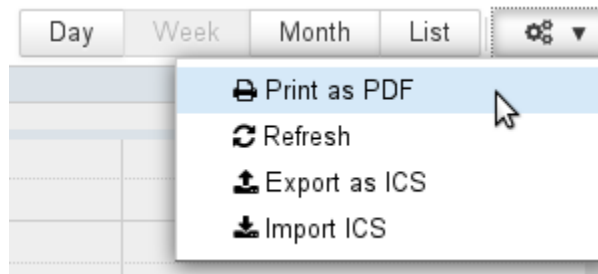 Day Week Month List
Print as PDF
Refresh
Export as ICS
Import ICS